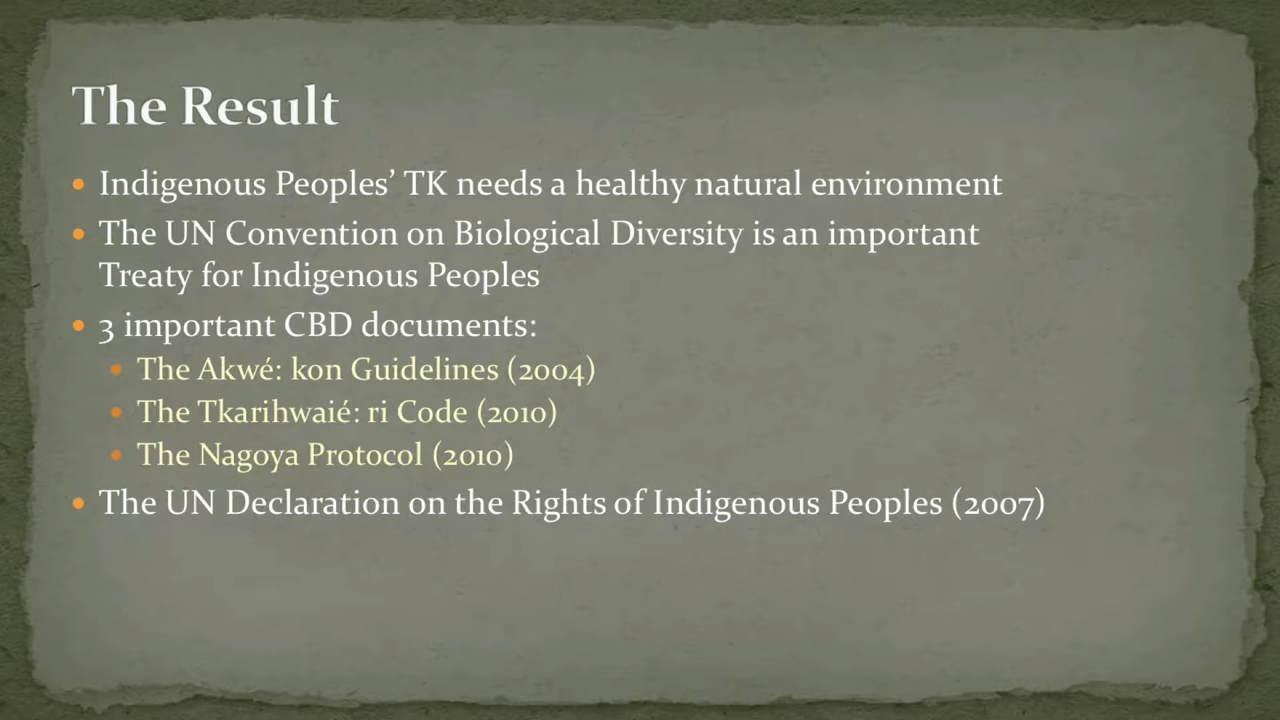 The Result
• Indigenous Peoples’ TK needs a healthy natural environment
• The UN Convention on Biological Diversity is an important
Treaty for Indigenous Peoples
• 3 important CBD documents:
• The Akwé: kon Guidelines (2004)
• The Tkarihwaié: ri Code (2010)
• The Nagoya Protocol (2010)
• The UN Declaration on the Rights of Indigenous Peoples (2007)